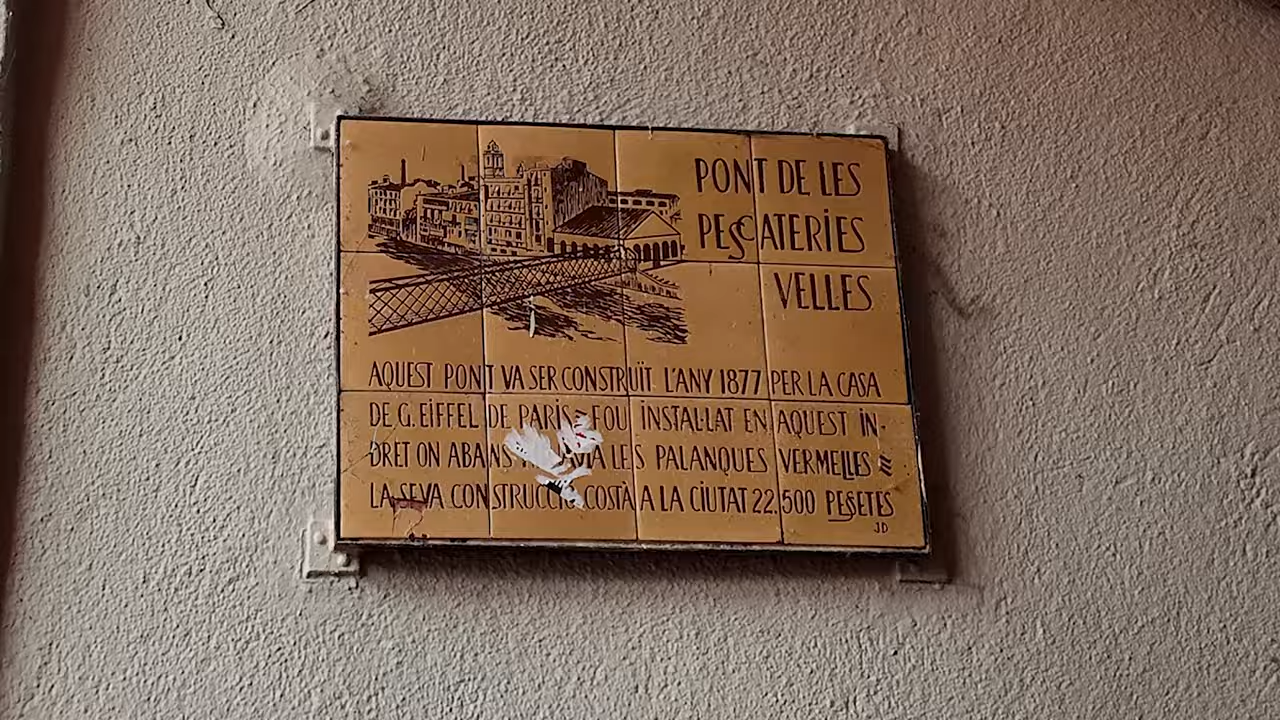 PONT DE LES
PESCATERIES
VELLES
AQUEST PONT VA SER CONSTRUÏT L'ANY 1877 PER LA CASA
DE G. EIFFEL DE PARÍS FOU INSTAL·LAT EN AQUEST IN-
DRET ON ABANS LES PALANQUES VERMELLES
LA SEVA CONSTRUCCIÓ COSTÀ A LA CIUTAT 22.500 PESSETES
JD